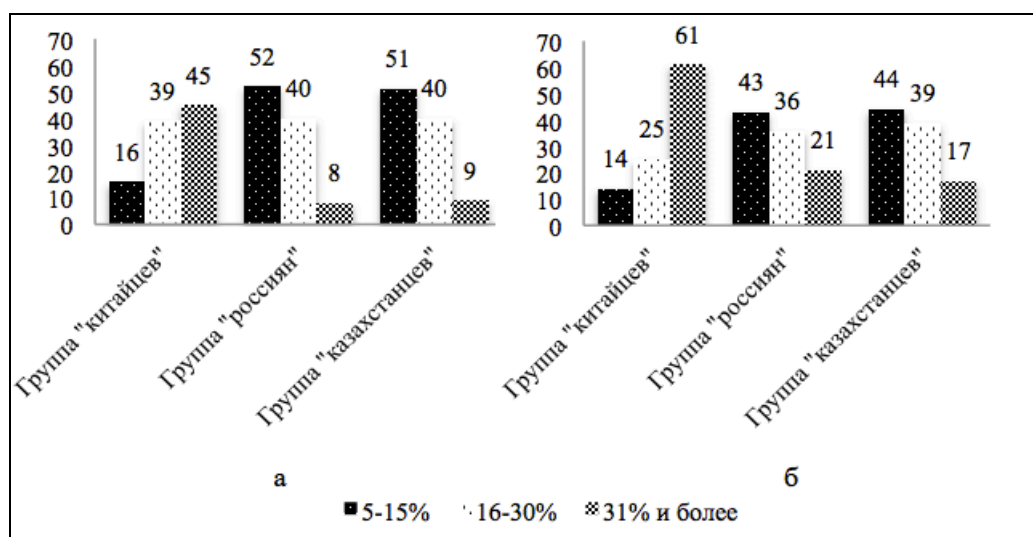 70
60
50
40
30
20
10
0
16 39 45 52 40 8 51 40 9
Группа "китайцев"
Группа "россиян"
Группа "казахстанцев"
а
70
60
50
40
30
20
10
0
14 25 61 43 36 21 44 39 17
Группа "китайцев"
Группа "россиян"
Группа "казахстанцев"
б
5-15% 16-30% 31% и более